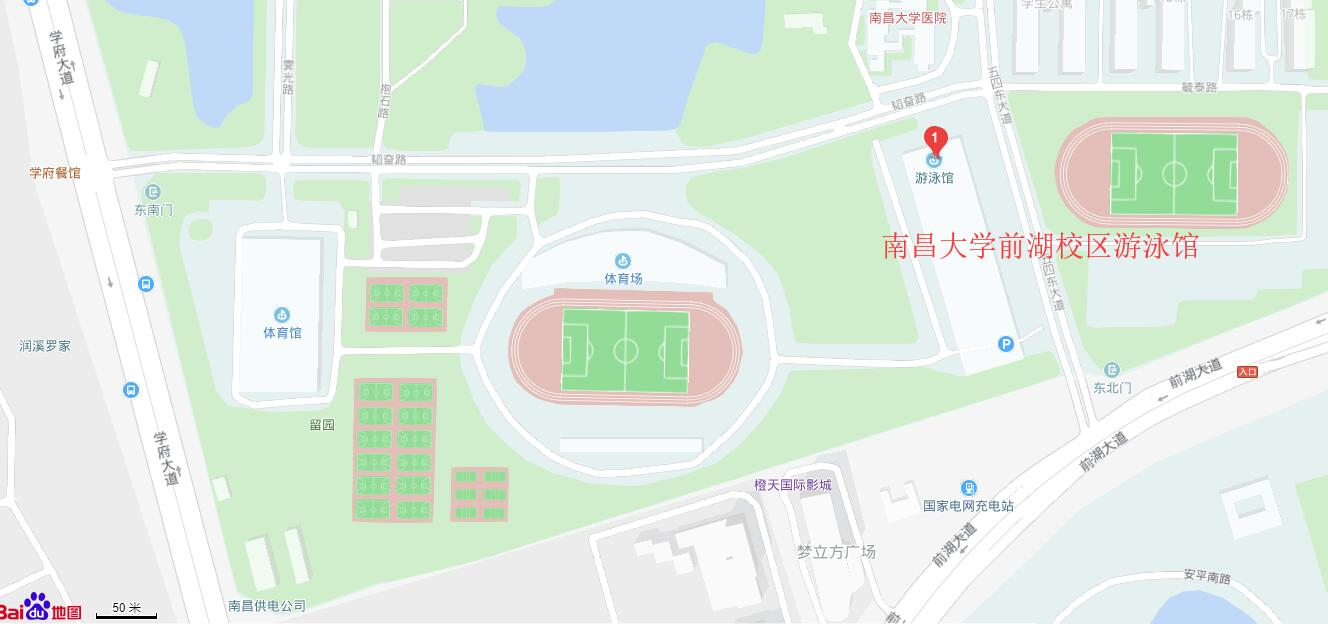 学府大道
霁光路
抱石路
南昌大学医院
学生公寓
16栋
17栋
五四东大道
韬奋路
毓泰路
1
游泳馆
韬奋路
学府餐馆
东南门
南昌大学前湖校区游泳馆
体育场
五四东大道
体育馆
润溪罗家
P
东北门
前湖大道
入口
留园
学府大道
前湖大道
橙天国际影城
国家电网充电站
梦立方广场
前湖大道
安平南路
Bai du 地图
50 米
南昌供电公司